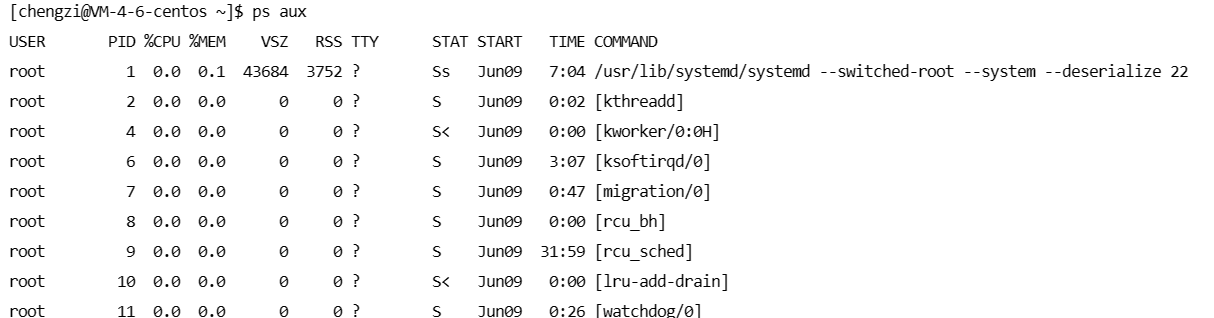 [chengzi@VM-4-6-centos ~]$ ps aux
USER       PID %CPU %MEM    VSZ   RSS TTY      STAT START   TIME COMMAND
root         1  0.0  0.1  43684  3752 ?        Ss   Jun09   7:04 /usr/lib/systemd/systemd --switched-root --system --deserialize 22
root         2  0.0  0.0      0     0 ?        S    Jun09   0:02 [kthreadd]
root         4  0.0  0.0      0     0 ?        S<   Jun09   0:00 [kworker/0:0H]
root         6  0.0  0.0      0     0 ?        S    Jun09   3:07 [ksoftirqd/0]
root         7  0.0  0.0      0     0 ?        S    Jun09   0:47 [migration/0]
root         8  0.0  0.0      0     0 ?        S    Jun09   0:00 [rcu_bh]
root         9  0.0  0.0      0     0 ?        S    Jun09  31:59 [rcu_sched]
root        10  0.0  0.0      0     0 ?        S<   Jun09   0:00 [lru-add-drain]
root        11  0.0  0.0      0     0 ?        S    Jun09   0:26 [watchdog/0]